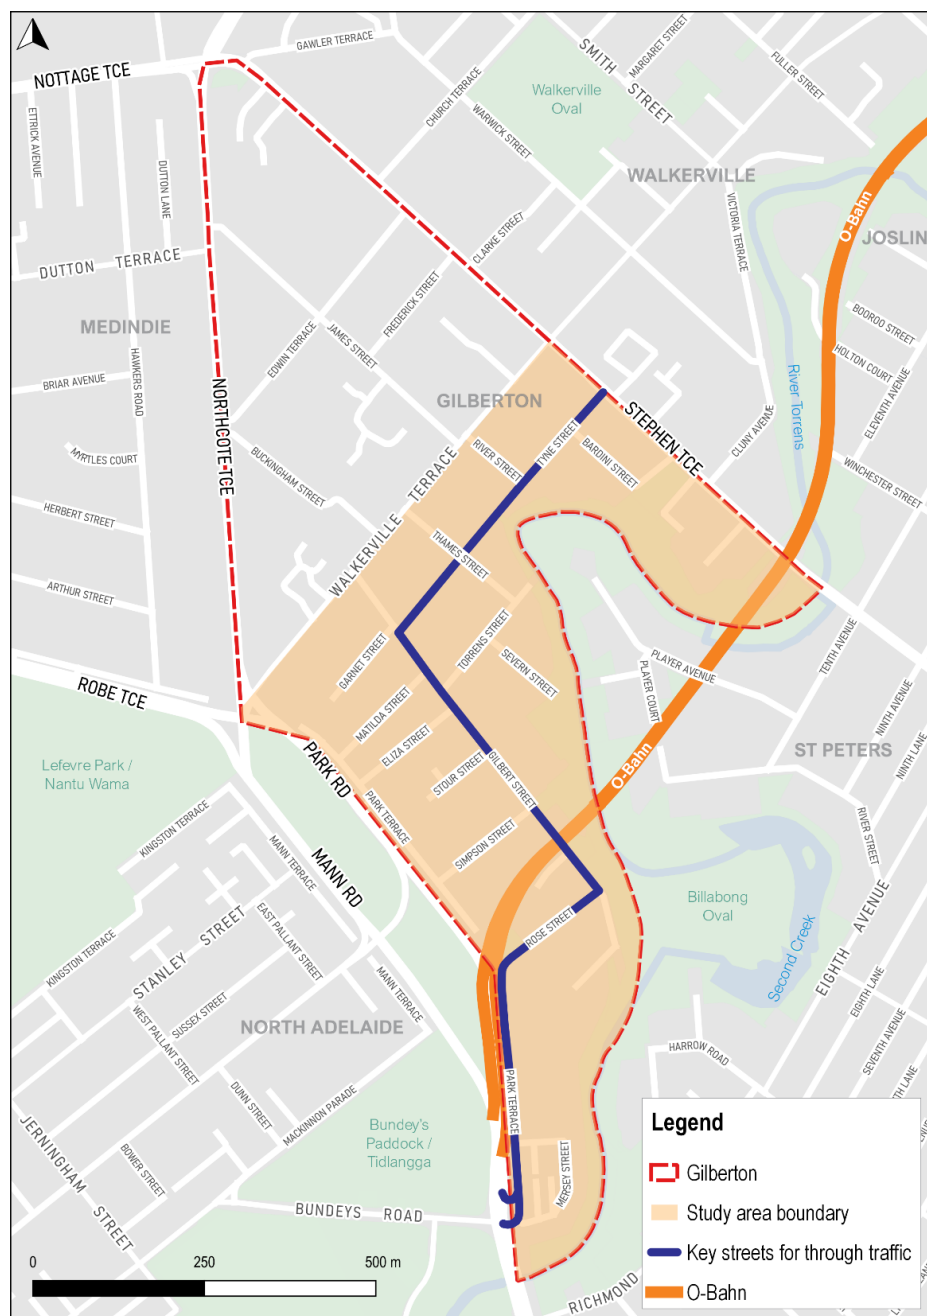 GAWLER TERRACE
NOTTAGE TCE
SMITH STREET
MARGARET STREET
FULLER STREET
ETTRICK AVENUE
DUTTON LANE
CHURCH TERRACE
WARWICK STREET
Walkerville
Oval
WALKERVILLE
VICTORIA TERRACE
O-Bahn
JOSLIN
DUTTON TERRACE
CLARKE STREET
FREDERICK STREET
MEDINDIE
HAWKERS ROAD
EDWIN TERRACE
JAMES STREET
BOOROO STREET
HOLTON COURT
ELEVENTH AVENUE
River Torrens
BRIAR AVENUE
NORTHCOTE TCE
GILBERTON
STEPHEN TCE
CLUNY AVENUE
MYRTLES COURT
BUCKINGHAM STREET
RIVER STREET
TYNE STREET
BARDINI STREET
WINCHESTER STREET
HERBERT STREET
WALKERVILLE TERRACE
THAMES STREET
ARTHUR STREET
GARNET STREET
TORRENS STREET
SEVERN STREET
TENTH AVENUE
PLAYER AVENUE
PLAYER COURT
ROBE TCE
MATILDA STREET
ELIZA STREET
NINTH AVENUE
NINTH LANE
ST PETERS
Lefevre Park /
Nantu Wama
PARK RD
STOUR STREET
GILBERT STREET
O-Bahn
PARK TERRACE
SIMPSON STREET
RIVER STREET
KINGSTON TERRACE
MANN TERRACE
MANN RD
Billabong
Oval
EAST PALLANT STREET
STANLEY STREET
ROSE STREET
Second Creek
EIGHTH AVENUE
KINGSTON TERRACE
SUSSEX STREET
WEST PALLANT STREET
MANN TERRACE
EIGHTH LANE
NORTH ADELAIDE
HARROW ROAD
SEVENTH AVENUE
DUNN STREET
MACKINNON PARADE
PARK TERRACE
JERNINGHAM STREET
BOWER STREET
Bundey's
Paddock /
Tidlangga
MERSEY STREET
BUNDEYS ROAD
RICHMOND
Legend
Gilberton
Study area boundary
Key streets for through traffic
O-Bahn
0 250 500 m